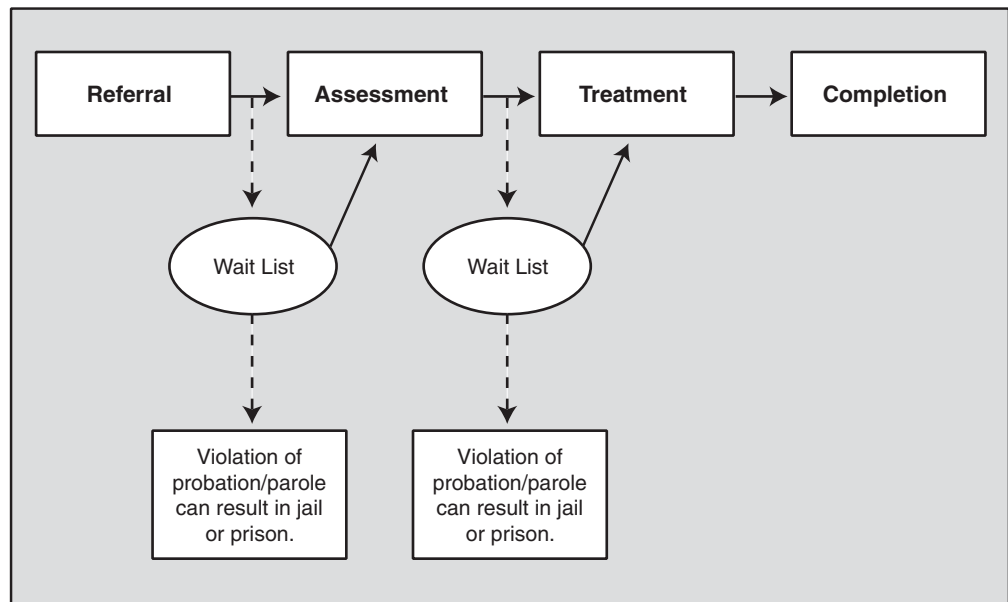 Referral
Assessment
Treatment
Completion
Wait List
Wait List
Violation of
probation/parole
can result in jail
or prison.
Violation of
probation/parole
can result in jail
or prison.